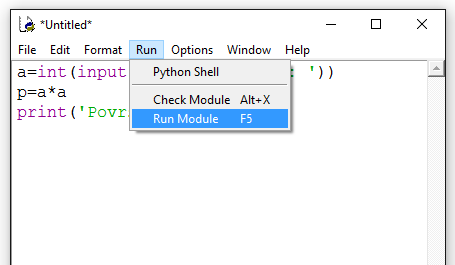 *Untitled*
File Edit Format Run Options Window Help
a=int(input : '))
p=a*a
print('Povr
Python Shell
Check Module Alt+X
Run Module F5